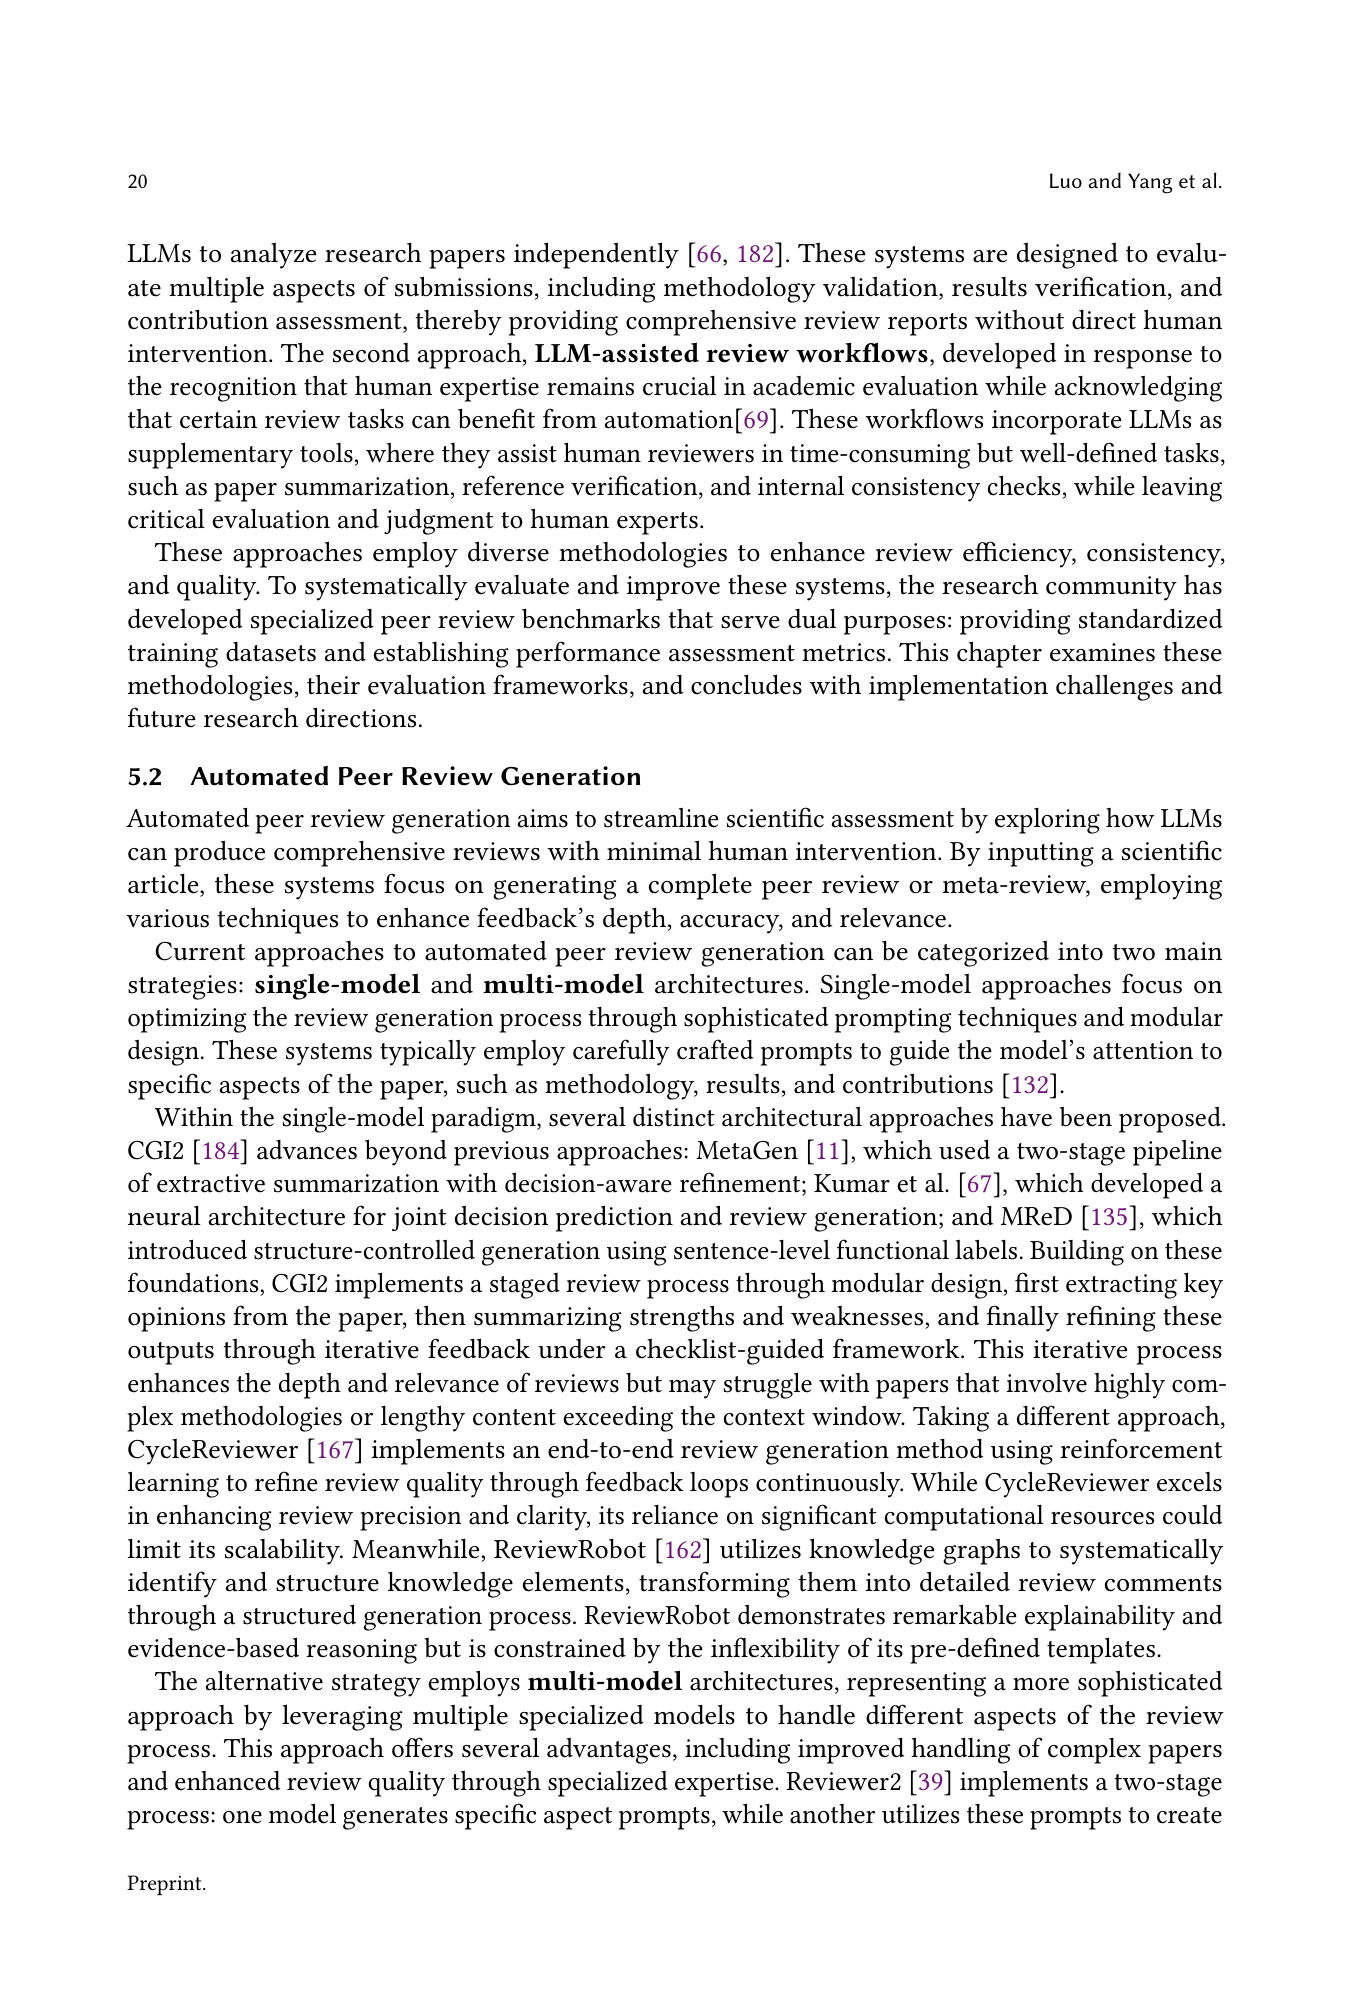 20
Luo and Yang et al.
LLMs to analyze research papers independently [66, 182]. These systems are designed to evalu-
ate multiple aspects of submissions, including methodology validation, results verification, and
contribution assessment, thereby providing comprehensive review reports without direct human
intervention. The second approach, LLM-assisted review workflows, developed in response to
the recognition that human expertise remains crucial in academic evaluation while acknowledging
that certain review tasks can benefit from automation[69]. These workflows incorporate LLMs as
supplementary tools, where they assist human reviewers in time-consuming but well-defined tasks,
such as paper summarization, reference verification, and internal consistency checks, while leaving
critical evaluation and judgment to human experts.
These approaches employ diverse methodologies to enhance review efficiency, consistency,
and quality. To systematically evaluate and improve these systems, the research community has
developed specialized peer review benchmarks that serve dual purposes: providing standardized
training datasets and establishing performance assessment metrics. This chapter examines these
methodologies, their evaluation frameworks, and concludes with implementation challenges and
future research directions.
5.2 Automated Peer Review Generation
Automated peer review generation aims to streamline scientific assessment by exploring how LLMs
can produce comprehensive reviews with minimal human intervention. By inputting a scientific
article, these systems focus on generating a complete peer review or meta-review, employing
various techniques to enhance feedback's depth, accuracy, and relevance.
Current approaches to automated peer review generation can be categorized into two main
strategies: single-model and multi-model architectures. Single-model approaches focus on
optimizing the review generation process through sophisticated prompting techniques and modular
design. These systems typically employ carefully crafted prompts to guide the model's attention to
specific aspects of the paper, such as methodology, results, and contributions [132].
Within the single-model paradigm, several distinct architectural approaches have been proposed.
CGI2 [184] advances beyond previous approaches: MetaGen [11], which used a two-stage pipeline
of extractive summarization with decision-aware refinement; Kumar et al. [67], which developed a
neural architecture for joint decision prediction and review generation; and MReD [135], which
introduced structure-controlled generation using sentence-level functional labels. Building on these
foundations, CGI2 implements a staged review process through modular design, first extracting key
opinions from the paper, then summarizing strengths and weaknesses, and finally refining these
outputs through iterative feedback under a checklist-guided framework. This iterative process
enhances the depth and relevance of reviews but may struggle with papers that involve highly com-
plex methodologies or lengthy content exceeding the context window. Taking a different approach,
CycleReviewer [167] implements an end-to-end review generation method using reinforcement
learning to refine review quality through feedback loops continuously. While CycleReviewer excels
in enhancing review precision and clarity, its reliance on significant computational resources could
limit its scalability. Meanwhile, ReviewRobot [162] utilizes knowledge graphs to systematically
identify and structure knowledge elements, transforming them into detailed review comments
through a structured generation process. ReviewRobot demonstrates remarkable explainability and
evidence-based reasoning but is constrained by the inflexibility of its pre-defined templates.
The alternative strategy employs multi-model architectures, representing a more sophisticated
approach by leveraging multiple specialized models to handle different aspects of the review
process. This approach offers several advantages, including improved handling of complex papers
and enhanced review quality through specialized expertise. Reviewer2 [39] implements a two-stage
process: one model generates specific aspect prompts, while another utilizes these prompts to create
Preprint.